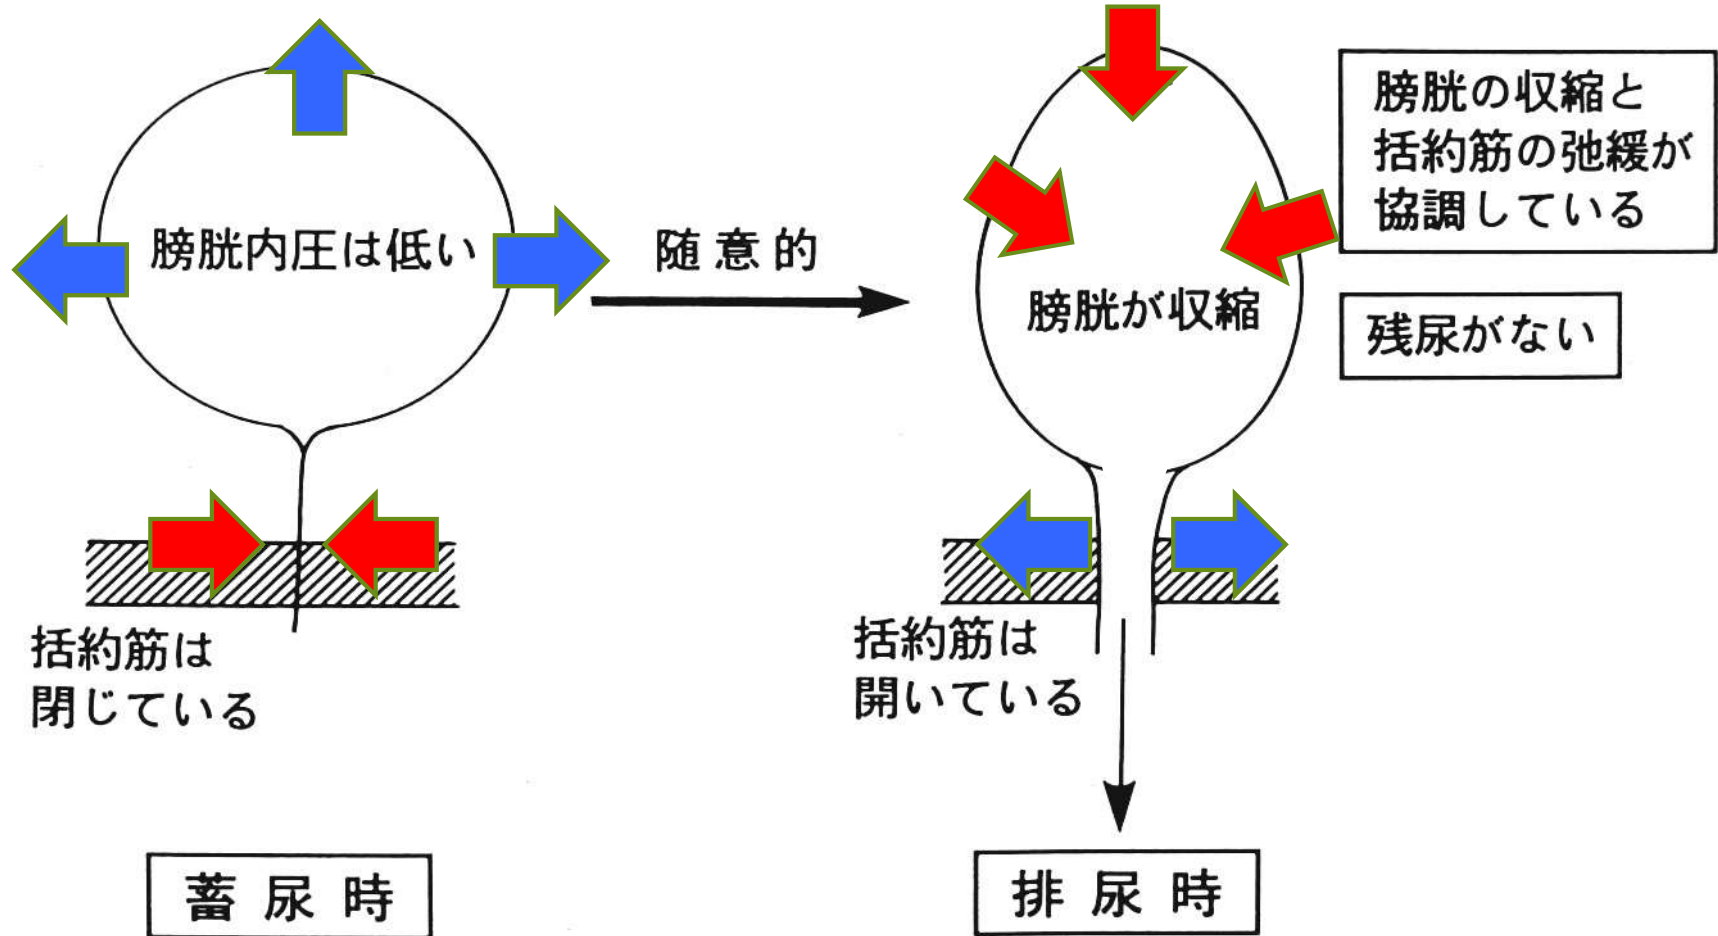 膀胱内圧は低い
括約筋は
閉じている
蓄尿時
随意的
膀胱が収縮
膀胱の収縮と
括約筋の弛緩が
協調している
残尿がない
括約筋は
開いている
排尿時